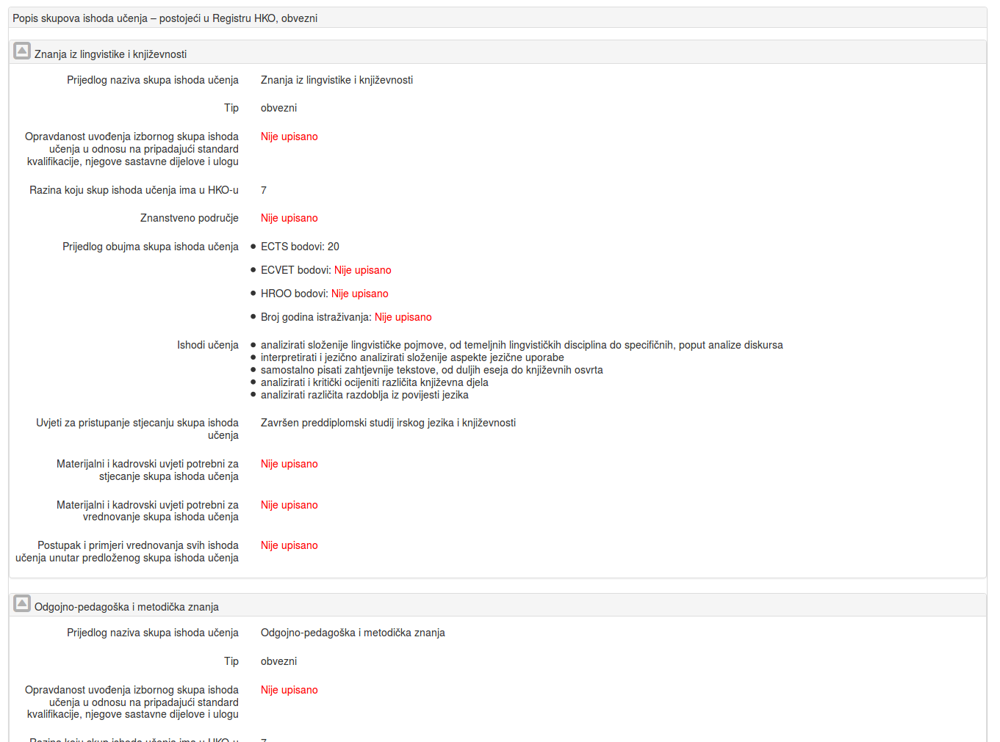 Popis skupova ishoda učenja – postojeći u Registru HKO, obvezni
Znanja iz lingvistike i književnosti
Prijedlog naziva skupa ishoda učenja Znanja iz lingvistike i književnosti
Tip obvezni
Opravdanost uvođenja izbornog skupa ishoda Nije upisano
učenja u odnosu na pripadajući standard
kvalifikacije, njegove sastavne dijelove i ulogu
Razina koju skup ishoda učenja ima u HKO-u 7
Znanstveno područje Nije upisano
Prijedlog obujma skupa ishoda učenja ● ECTS bodovi: 20
● ECVET bodovi: Nije upisano
● HROO bodovi: Nije upisano
● Broj godina istraživanja: Nije upisano
Ishodi učenja ● analizirati složenije lingvističke pojmove, od temeljnih lingvističkih disciplina do specifičnih, poput analize diskursa
● interpretirati i jezično analizirati složenije aspekte jezične uporabe
● samostalno pisati zahtjevnije tekstove, od duljih eseja do književnih osvrta
● analizirati i kritički ocijeniti različita književna djela
● analizirati različita razdoblja iz povijesti jezika
Uvjeti za pristupanje stjecanju skupa ishoda Završen preddiplomski studij irskog jezika i književnosti
učenja
Materijalni i kadrovski uvjeti potrebni za Nije upisano
stjecanje skupa ishoda učenja
Materijalni i kadrovski uvjeti potrebni za Nije upisano
vrednovanje skupa ishoda učenja
Postupak i primjeri vrednovanja svih ishoda Nije upisano
učenja unutar predloženog skupa ishoda učenja
Odgojno-pedagoška i metodička znanja
Prijedlog naziva skupa ishoda učenja Odgojno-pedagoška i metodička znanja
Tip obvezni
Opravdanost uvođenja izbornog skupa ishoda Nije upisano
učenja u odnosu na pripadajući standard
kvalifikacije, njegove sastavne dijelove i ulogu
Razina koju skup ishoda učenja ima u HKO-u 7